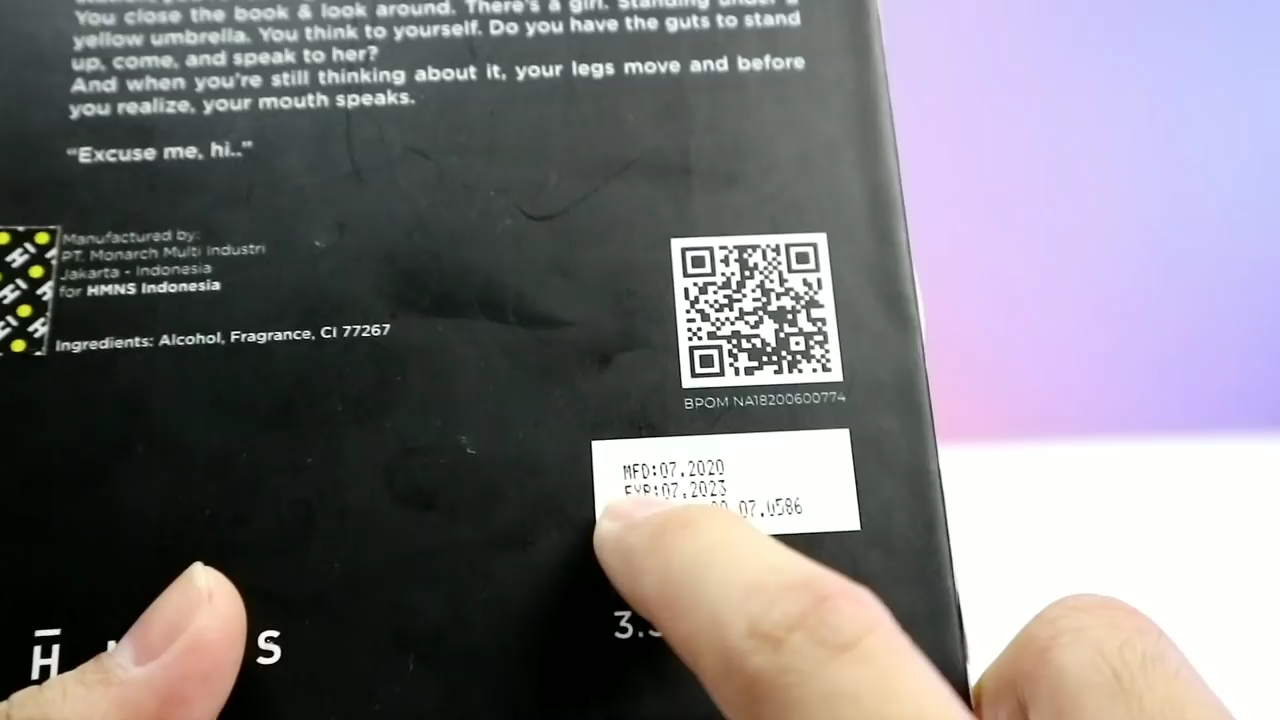 You close the book & look around. There's a girl. Standing under a
yellow umbrella. You think to yourself. Do you have the guts to stand
up, come, and speak to her?
And when you're still thinking about it, your legs move and before
you realize, your mouth speaks.
“Excuse me, hi..”
Manufactured by:
PT. Monarch Multi Industri
Jakarta - Indonesia
for HMNS Indonesia
Ingredients: Alcohol, Fragrance, CI 77267
BPOM NA18200600774
MFD:07.2020
EXP:07.2023
07.0586
H S